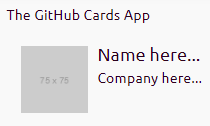 The GitHub Cards App
Name here...
75 x 75
Company here...